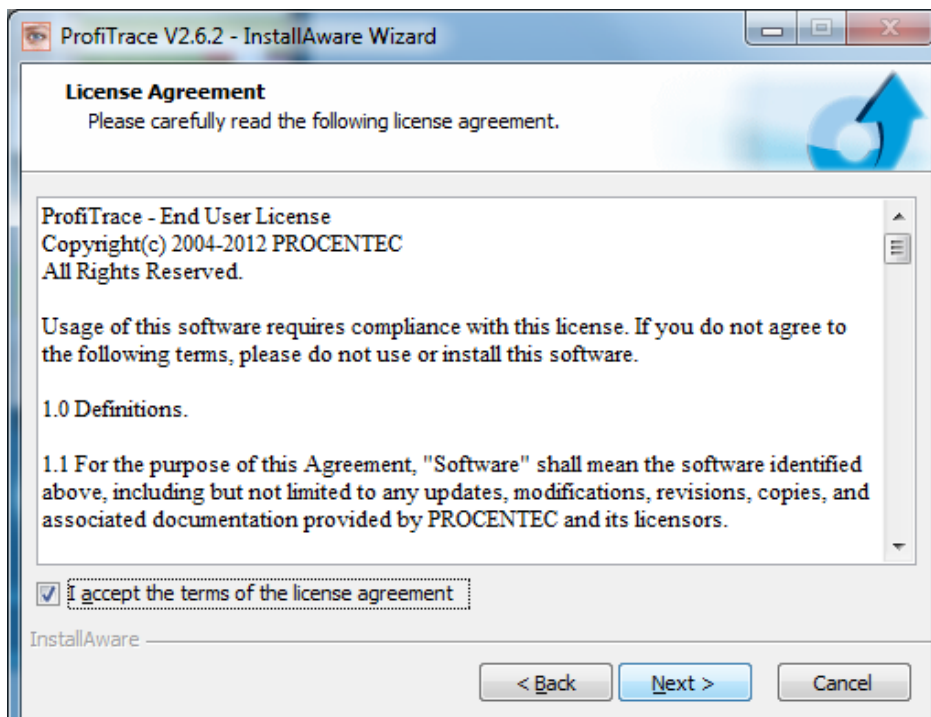 ProfiTrace V2.6.2 - InstallAware Wizard
License Agreement
Please carefully read the following license agreement.
ProfiTrace - End User License
Copyright(c) 2004-2012 PROCENTEC
All Rights Reserved.
Usage of this software requires compliance with this license. If you do not agree to
the following terms, please do not use or install this software.
1.0 Definitions.
1.1 For the purpose of this Agreement, "Software" shall mean the software identified
above, including but not limited to any updates, modifications, revisions, copies, and
associated documentation provided by PROCENTEC and its licensors.
I accept the terms of the license agreement
InstallAware
< Back Next > Cancel